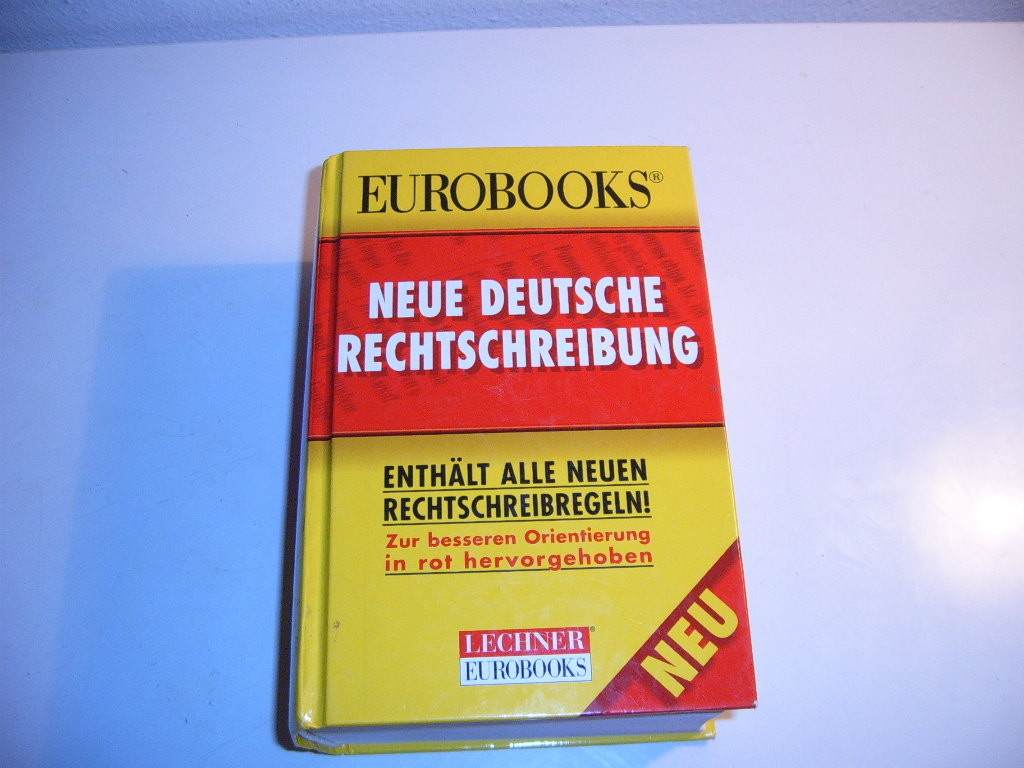 EUROBOOKS®
NEUE DEUTSCHE
RECHTSCHREIBUNG
ENTHÄLT ALLE NEUEN
RECHTSCHREIBREGELN!
Zur besseren Orientierung
in rot hervorgehoben
NEU
LECHNER®
EUROBOOKS